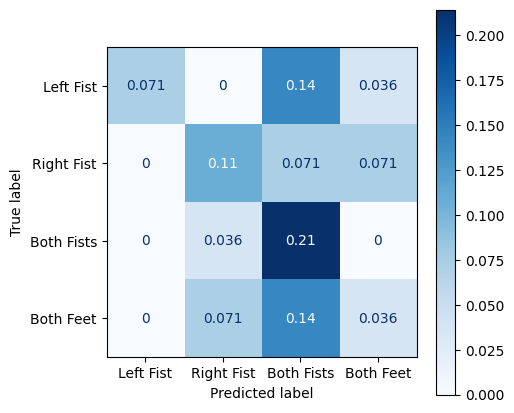 Left Fist 0.071 0 0.14 0.036
Right Fist 0 0.11 0.071 0.071
Both Fists 0 0.036 0.21 0
Both Feet 0 0.071 0.14 0.036
Left Fist Right Fist Both Fists Both Feet
Predicted label
True label
0.200
0.175
0.150
0.125
0.100
0.075
0.050
0.025
0.000